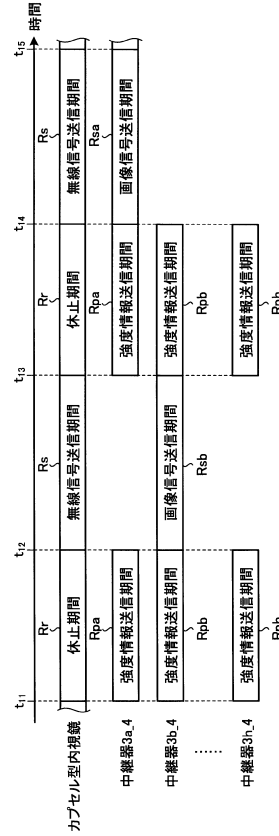 t11 t12 t13 t14 t15 時間
Rr Rs Rr Rs
カプセル型内視鏡 休止期間 無線信号送信期間 休止期間 無線信号送信期間
Rpa Rpa Rsa
中継器3a_4 強度情報送信期間 強度情報送信期間 画像信号送信期間
中継器3b_4 強度情報送信期間 画像信号送信期間 強度情報送信期間
Rpb Rsb Rpb
……
中継器3h_4 強度情報送信期間 強度情報送信期間
Rph Rph